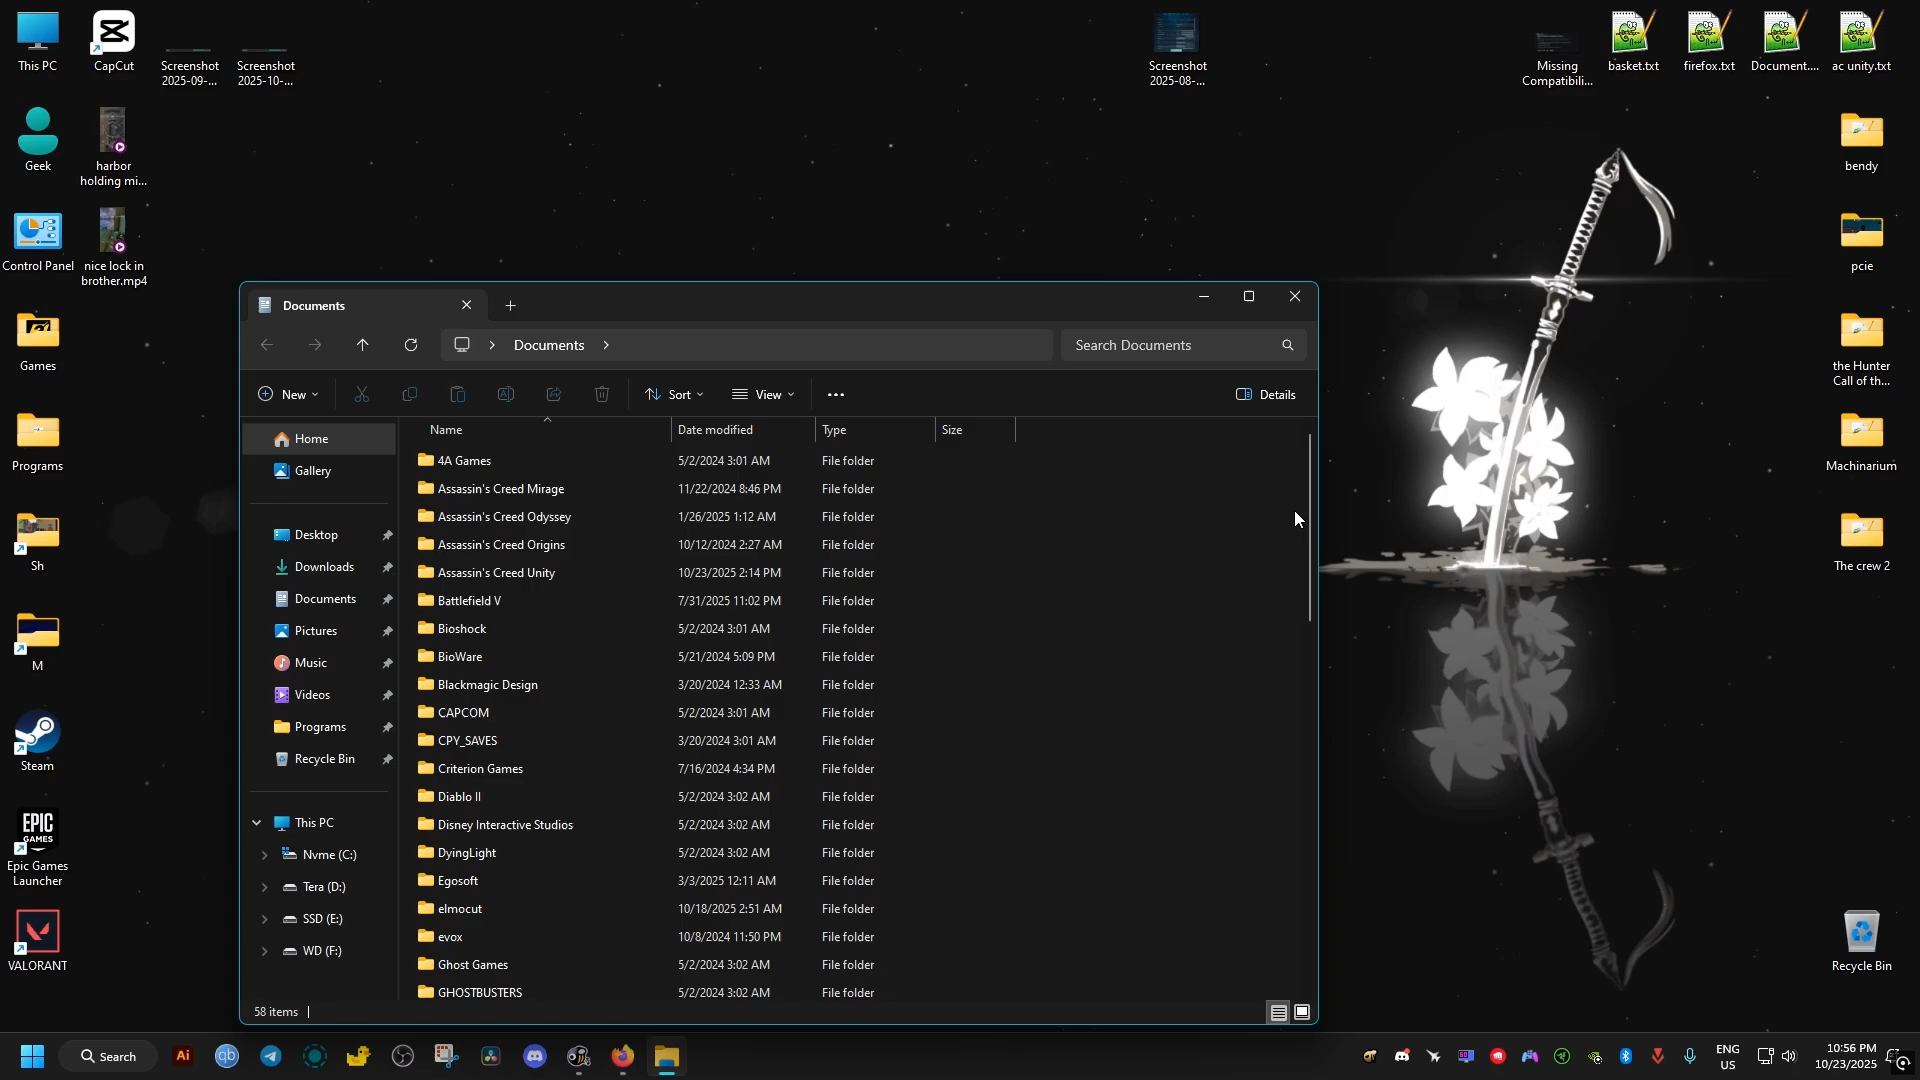 This PC
CapCut
Screenshot
2025-09-...
Screenshot
2025-10-...
Screenshot
2025-08-...
Missing
Compatibili...
basket.txt
firefox.txt
Document....
ac unity.txt
Geek
harbor
holding mi...
bendy
Control Panel
nice lock in
brother.mp4
pcie
Games
the Hunter
Call of th...
Programs
Machinarium
Sh
The crew 2
M
Steam
EPIC
GAMES
Epic Games
Launcher
VALORANT
Recycle Bin
Documents
Documents
Search Documents
New
Sort
View
Details
Home
Gallery
Desktop
Downloads
Documents
Pictures
Music
Videos
Programs
Recycle Bin
This PC
Nvme (C:)
Tera (D:)
SSD (E:)
WD (F:)
Name Date modified Type Size
4A Games 5/2/2024 3:01 AM File folder
Assassin's Creed Mirage 11/22/2024 8:46 PM File folder
Assassin's Creed Odyssey 1/26/2025 1:12 AM File folder
Assassin's Creed Origins 10/12/2024 2:27 AM File folder
Assassin's Creed Unity 10/23/2025 2:14 PM File folder
Battlefield V 7/31/2025 11:02 PM File folder
Bioshock 5/2/2024 3:01 AM File folder
BioWare 5/21/2024 5:09 PM File folder
Blackmagic Design 3/20/2024 12:33 AM File folder
CAPCOM 5/2/2024 3:01 AM File folder
CPY_SAVES 3/20/2024 3:01 AM File folder
Criterion Games 7/16/2024 4:34 PM File folder
Diablo II 5/2/2024 3:02 AM File folder
Disney Interactive Studios 5/2/2024 3:02 AM File folder
DyingLight 5/2/2024 3:02 AM File folder
Egosoft 3/3/2025 12:11 AM File folder
elmocut 10/18/2025 2:51 AM File folder
evox 10/8/2024 11:50 PM File folder
Ghost Games 5/2/2024 3:02 AM File folder
GHOSTBUSTERS 5/2/2024 3:02 AM File folder
58 items
Search
Ai
qb
ENG
US
10:56 PM
10/23/2025